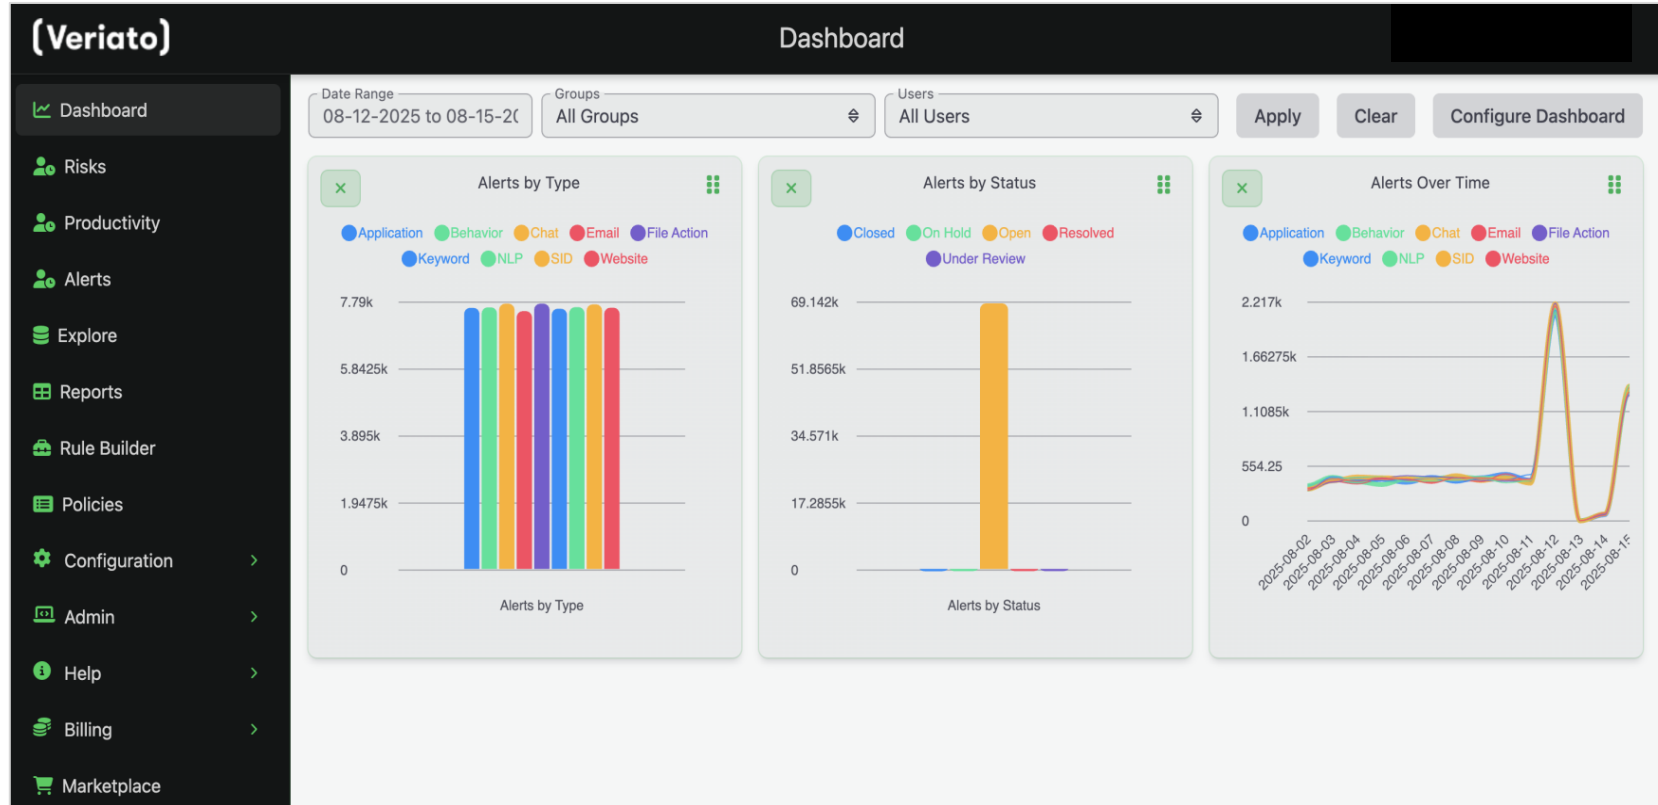 (Veriato)
Dashboard
Dashboard
Risks
Productivity
Alerts
Explore
Reports
Rule Builder
Policies
Configuration
Admin
Help
Billing
Marketplace
Date Range
08-12-2025 to 08-15-20
Groups
All Groups
Users
All Users
Apply
Clear
Configure Dashboard
Alerts by Type
Application Behavior Chat Email File Action
Keyword NLP SID Website
7.79k
5.8425k
3.895k
1.9475k
0
Alerts by Type
Alerts by Status
Closed On Hold Open Resolved
Under Review
69.142k
51.8565k
34.571k
17.2855k
0
Alerts by Status
Alerts Over Time
Application Behavior Chat Email File Action
Keyword NLP SID Website
2.217k
1.66275k
1.1085k
554.25
0
2025-08-02
2025-08-03
2025-08-04
2025-08-05
2025-08-06
2025-08-07
2025-08-08
2025-08-09
2025-08-10
2025-08-11
2025-08-12
2025-08-13
2025-08-14
2025-08-15